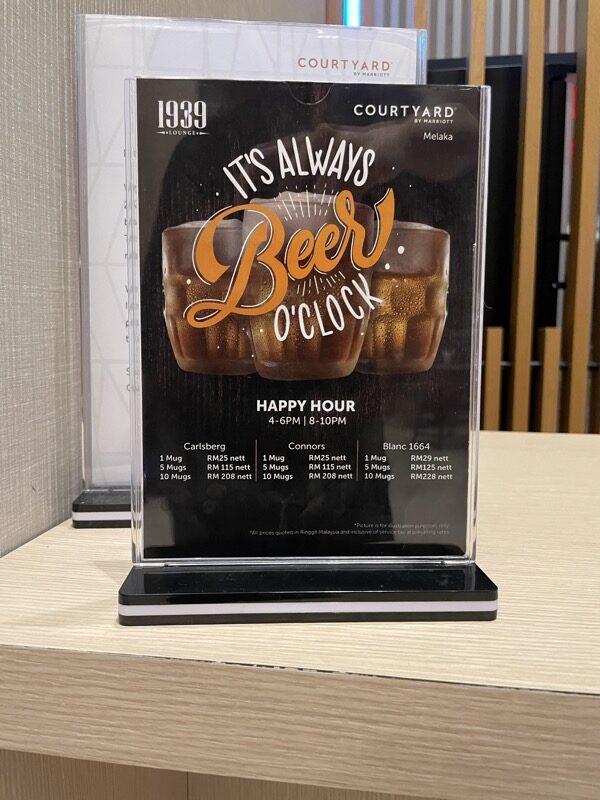 COURTYARD
BY MARRIOTT
1939
LOUNGE
COURTYARD
BY MARRIOTT
Melaka
IT'S ALWAYS
Beer
O'CLOCK
HAPPY HOUR
4-6PM | 8-10PM
Carlsberg
1 Mug RM25 nett
5 Mugs RM 115 nett
10 Mugs RM 208 nett
Connors
1 Mug RM25 nett
5 Mugs RM 115 nett
10 Mugs RM 208 nett
Blanc 1664
1 Mug RM29 nett
5 Mugs RM125 nett
10 Mugs RM228 nett
*Picture is for illustration purposes only.
*All prices quoted in Ringgit Malaysia and inclusive of service tax at prevailing rates.